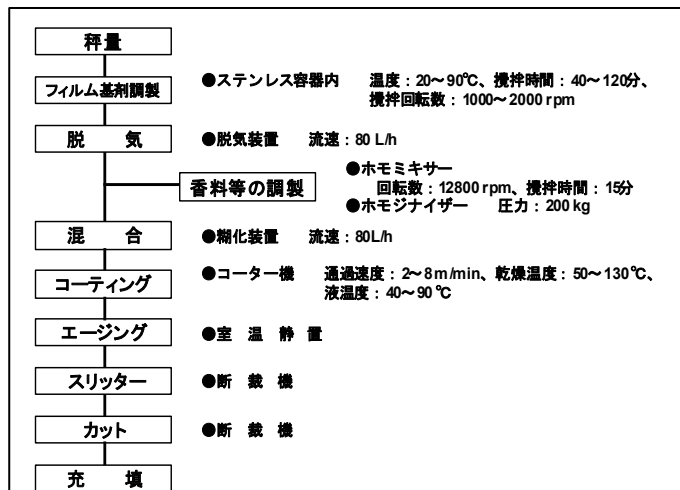 秤量
フィルム基剤調製
●ステンレス容器内 温度：20～90℃、攪拌時間：40～120分、
攪拌回転数：1000～2000 rpm
脱 気
●脱気装置 流速：80 L/h
香料等の調製
●ホモミキサー
回転数：12800 rpm、攪拌時間：15分
●ホモジナイザー 圧力：200 kg
混 合
●糊化装置 流速：80L/h
コーティング
●コーター機 通過速度：2～8m/min、乾燥温度：50～130℃、
液温度：40～90℃
エージング
●室 温 静 置
スリッター
●断 裁 機
カット
●断 裁 機
充 填